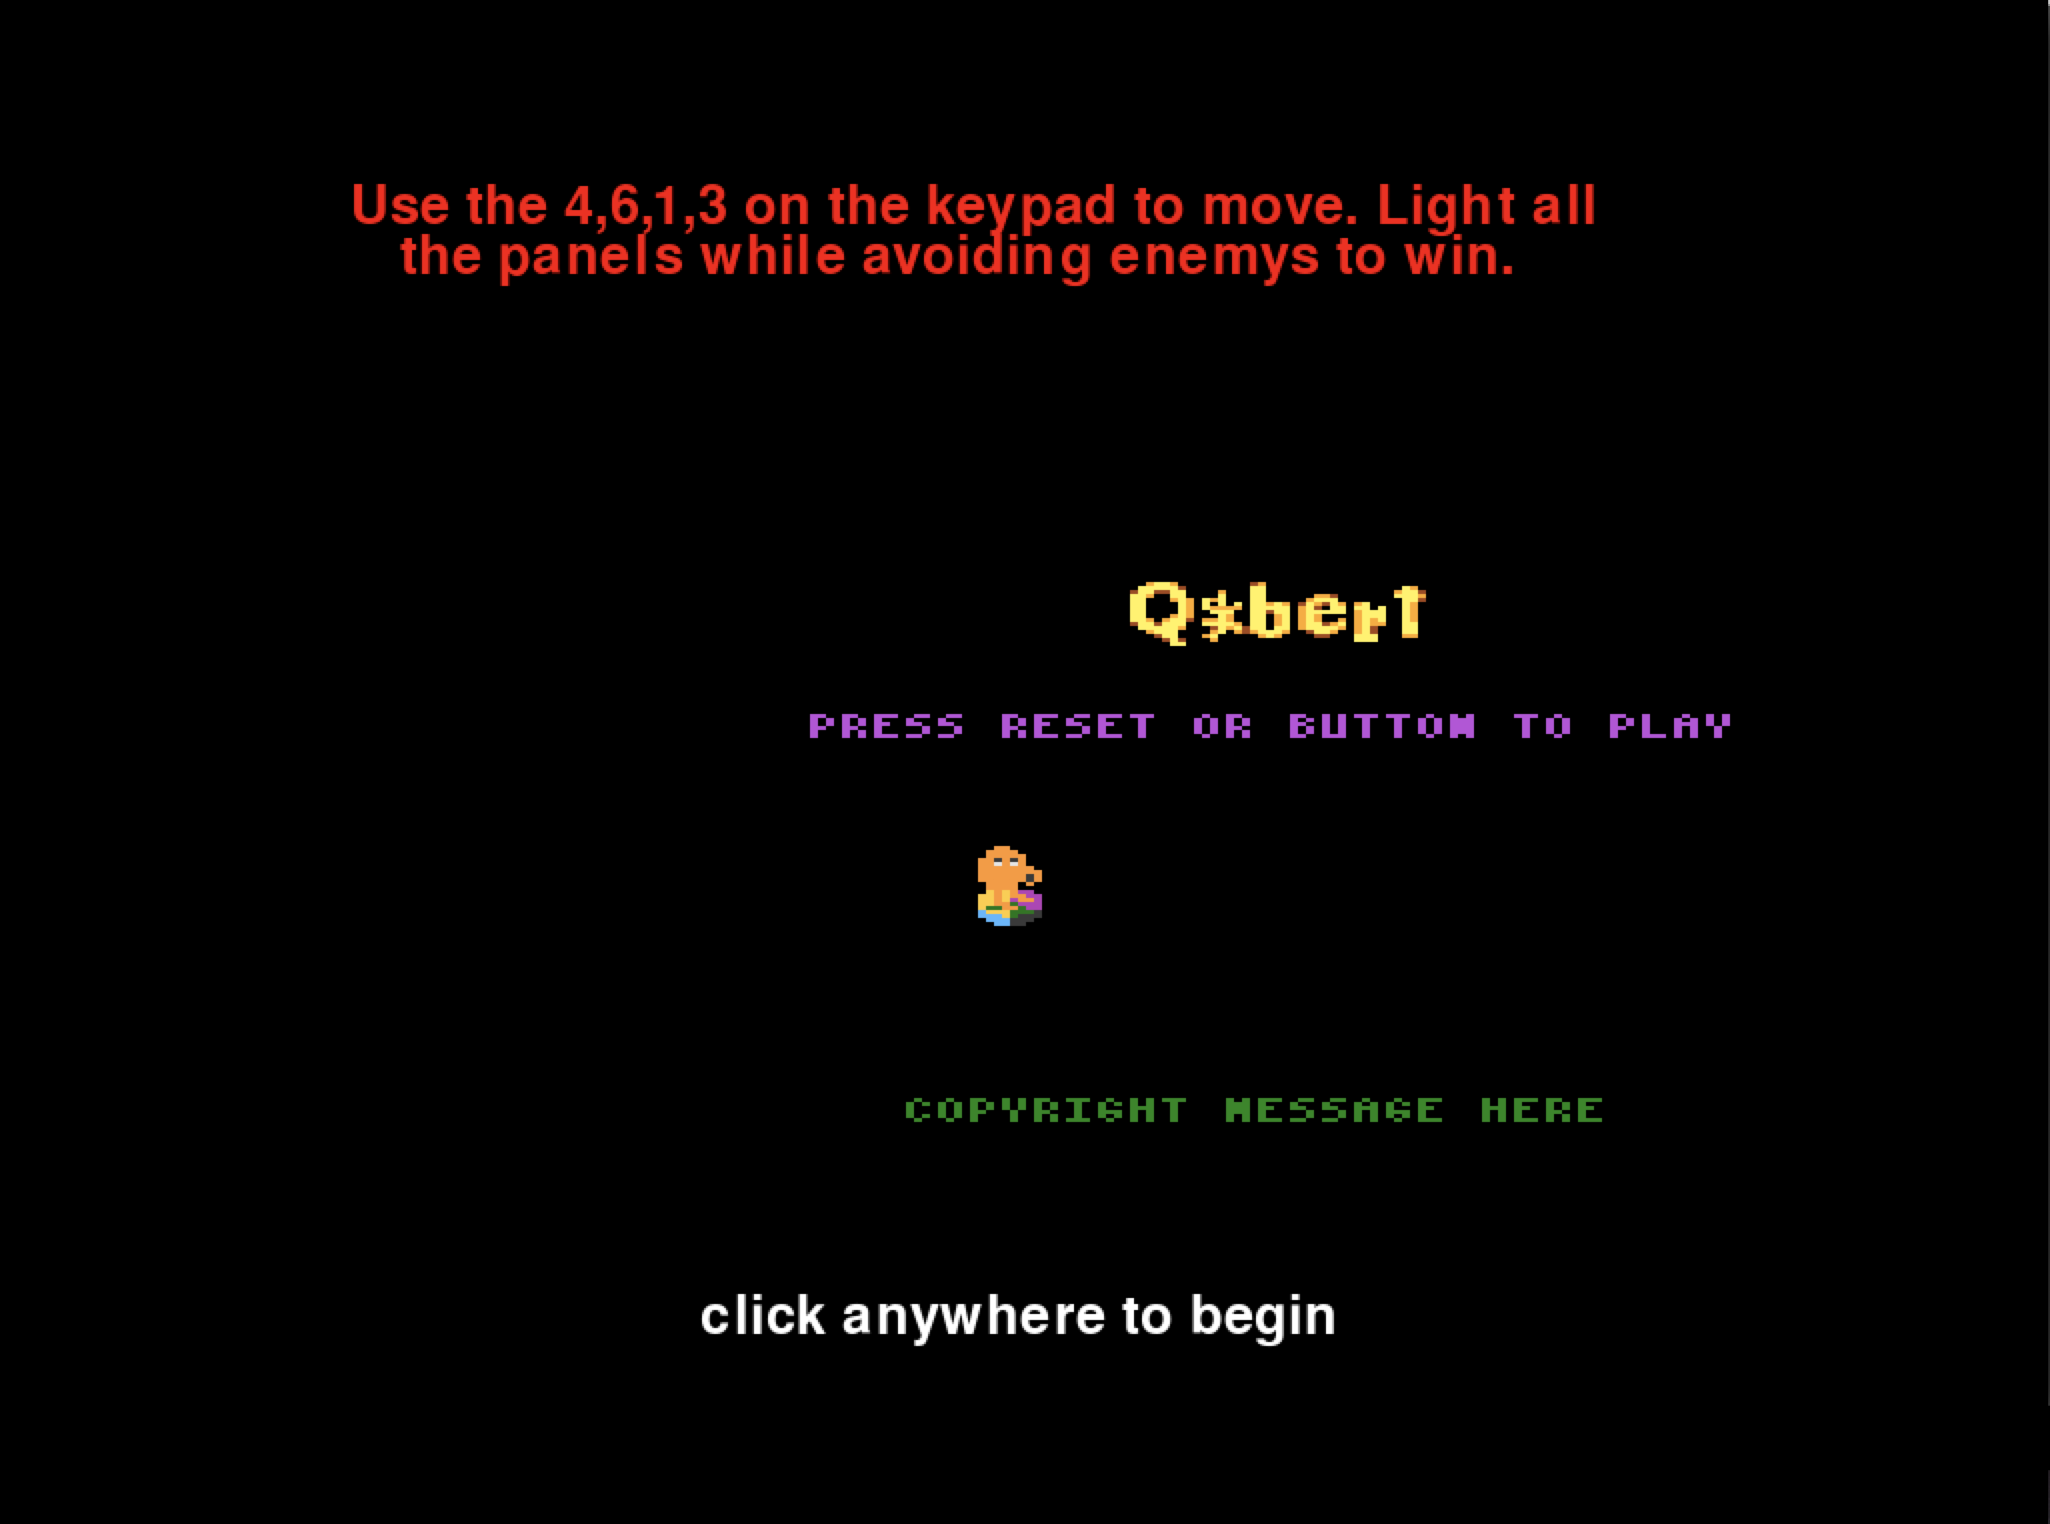 Use the 4,6,1,3 on the keypad to move. Light all
the panels while avoiding enemys to win.
Q*bert
PRESS RESET OR BUTTON TO PLAY
COPYRIGHT MESSAGE HERE
click anywhere to begin